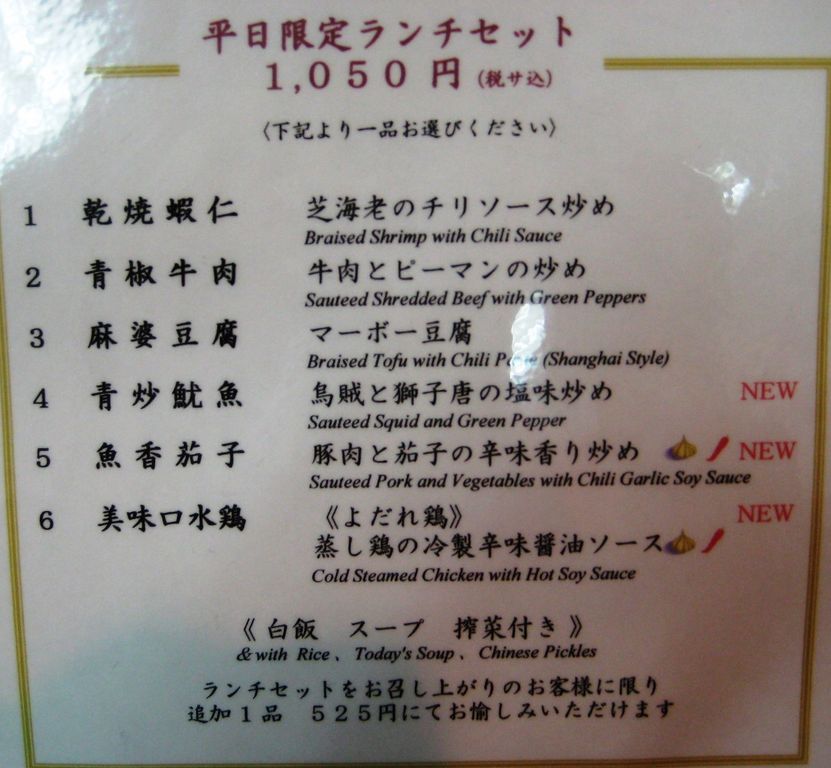 平日限定ランチセット
1,050 円 (税サ込)
〈下記より一品お選びください〉
1 乾焼蝦仁 芝海老のチリソース炒め
Braised Shrimp with Chili Sauce
2 青椒牛肉 牛肉とピーマンの炒め
Sauteed Shredded Beef with Green Peppers
3 麻婆豆腐 マーボー豆腐
Braised Tofu with Chili (Shanghai Style)
4 青炒魷魚 烏賊と獅子唐の塩味炒め NEW
Sauteed Squid and Green Pepper
5 魚香茄子 豚肉と茄子の辛味香り炒め NEW
Sauteed Pork and Vegetables with Chili Garlic Soy Sauce
6 美味口水鶏 《よだれ鶏》 NEW
蒸し鶏の冷製辛味醤油ソース
Cold Steamed Chicken with Hot Soy Sauce
《 白飯 スープ 搾菜付き 》
& with Rice 、 Today's Soup 、 Chinese Pickles
ランチセットをお召し上がりのお客様に限り
追加1品 525円にてお愉しみいただけます